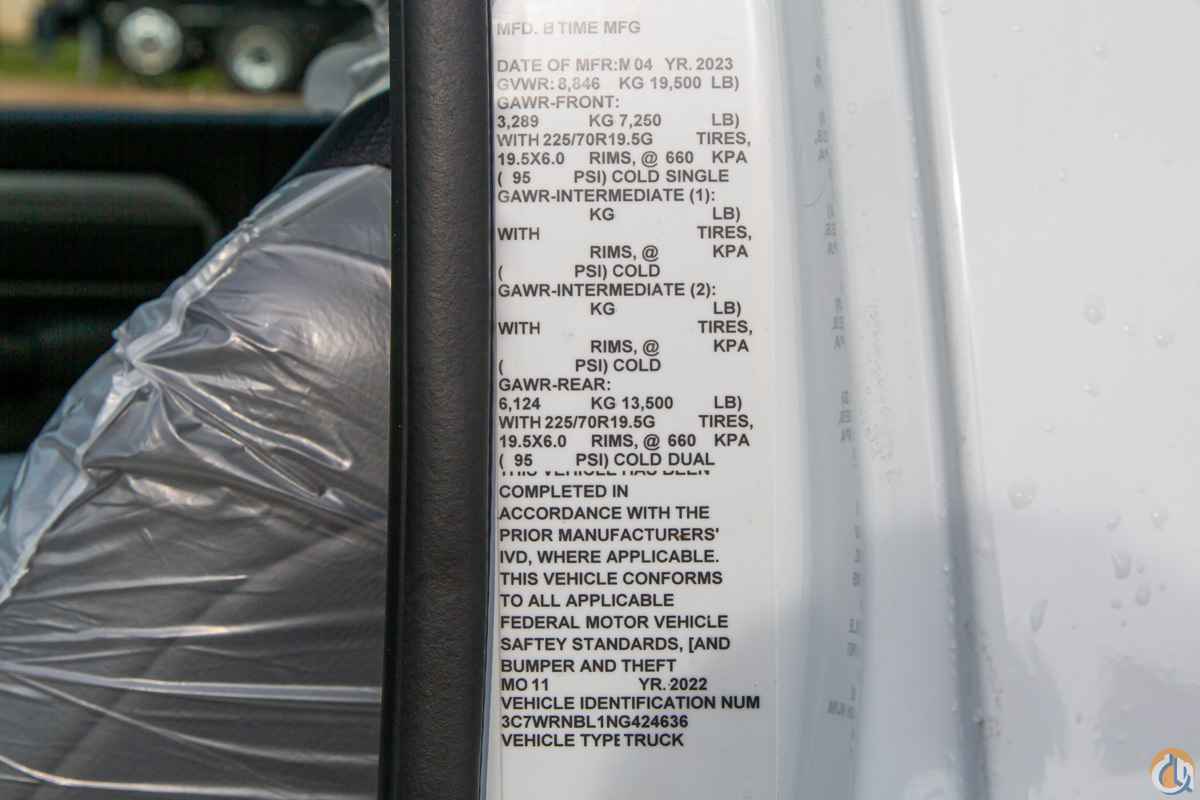 MFD. B TIME MFG
DATE OF MFR:M 04 YR. 2023
GVWR: 8,846 KG 19,500 LB)
GAWR-FRONT:
3,289 KG 7,250 LB)
WITH 225/70R19.5G TIRES,
19.5X6.0 RIMS, @ 660 KPA
( 95 PSI) COLD SINGLE
GAWR-INTERMEDIATE (1):
KG LB)
WITH TIRES,
RIMS, @ KPA
( PSI) COLD
GAWR-INTERMEDIATE (2):
KG LB)
WITH TIRES,
RIMS, @ KPA
( PSI) COLD
GAWR-REAR:
6,124 KG 13,500 LB)
WITH 225/70R19.5G TIRES,
19.5X6.0 RIMS, @ 660 KPA
( 95 PSI) COLD DUAL
THIS VEHICLE HAS BEEN
COMPLETED IN
ACCORDANCE WITH THE
PRIOR MANUFACTURERS'
IVD, WHERE APPLICABLE.
THIS VEHICLE CONFORMS
TO ALL APPLICABLE
FEDERAL MOTOR VEHICLE
SAFTEY STANDARDS, [AND
BUMPER AND THEFT
MO 11 YR. 2022
VEHICLE IDENTIFICATION NUM
3C7WRNBL1NG424636
VEHICLE TYPE TRUCK